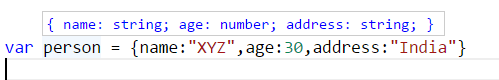 { name: string; age: number; address: string; }
var person = {name:"XYZ",age:30,address:"India"}